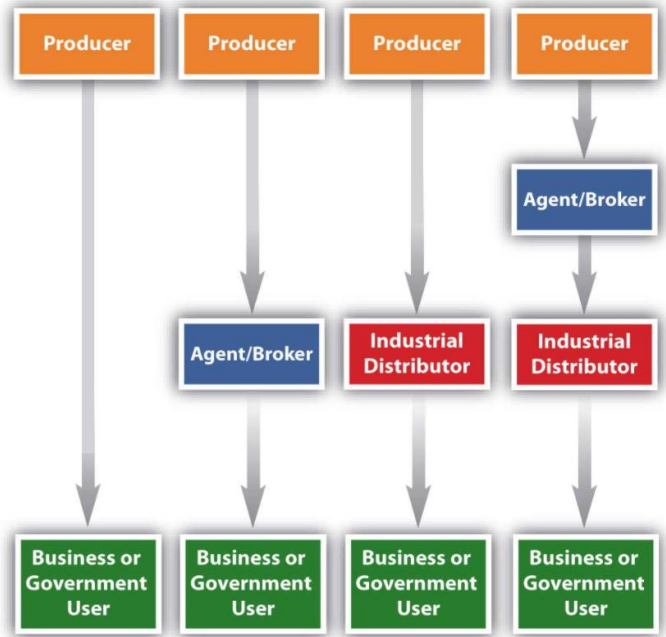 Producer
Producer
Producer
Producer
Agent/Broker
Agent/Broker
Industrial
Distributor
Industrial
Distributor
Business or
Government
User
Business or
Government
User
Business or
Government
User
Business or
Government
User